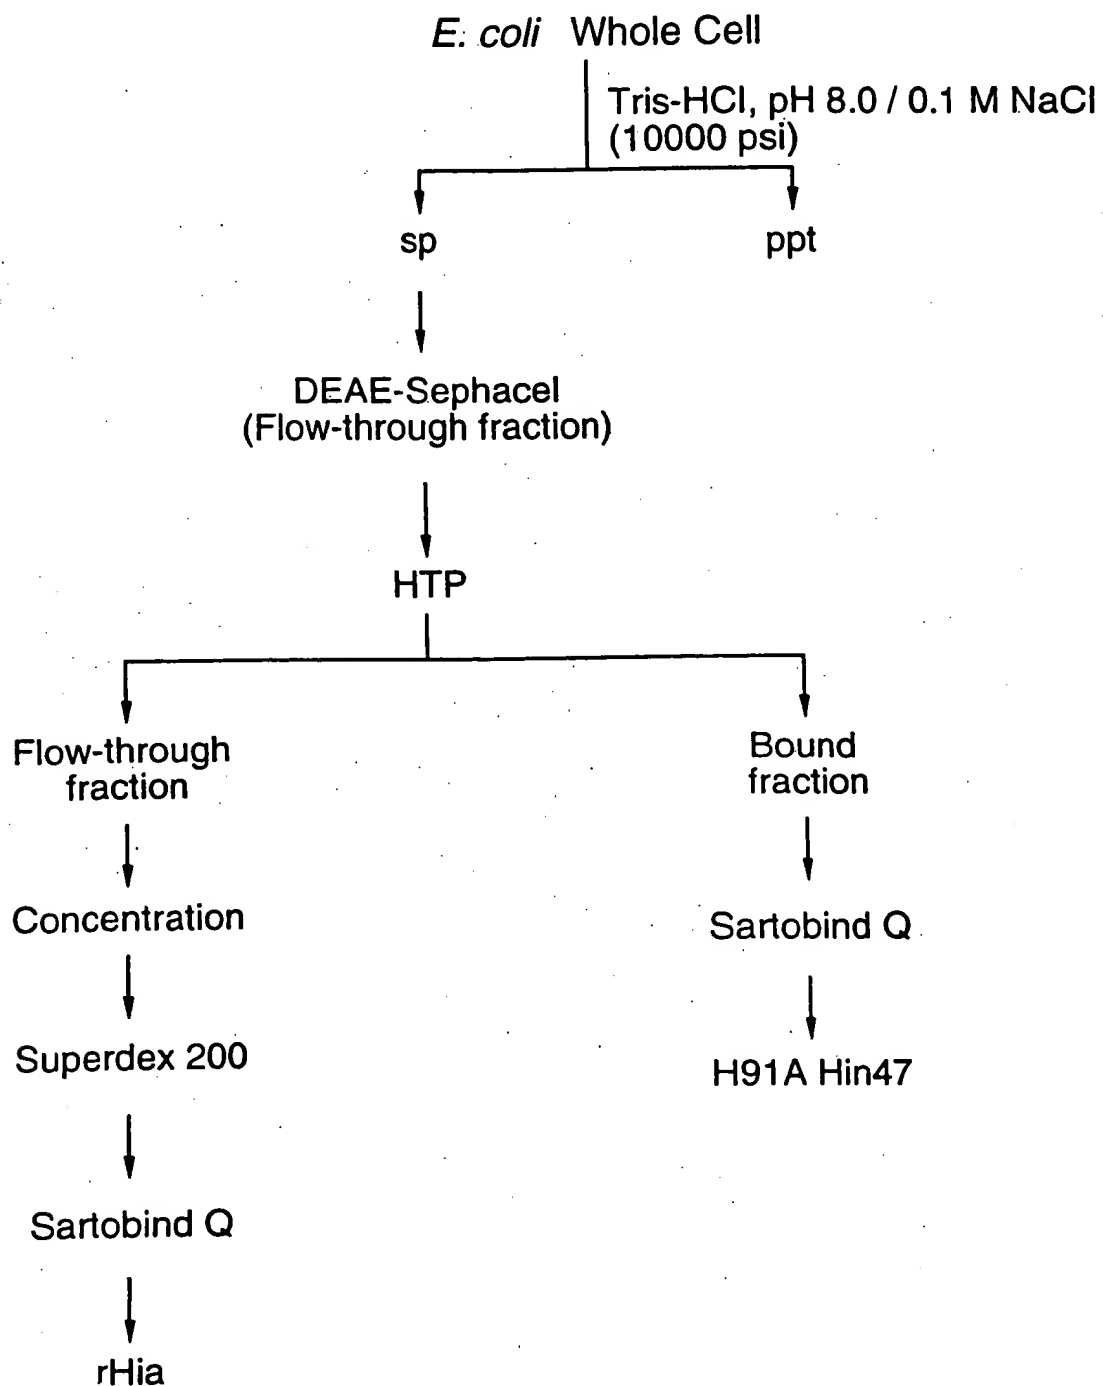 E. coli Whole Cell
Tris-HCl, pH 8.0 / 0.1 M NaCl
(10000 psi)
sp
ppt
DEAE-Sephacel
(Flow-through fraction)
HTP
Flow-through
fraction
Bound
fraction
Concentration
Sartobind Q
Superdex 200
H91A Hin47
Sartobind Q
rHia